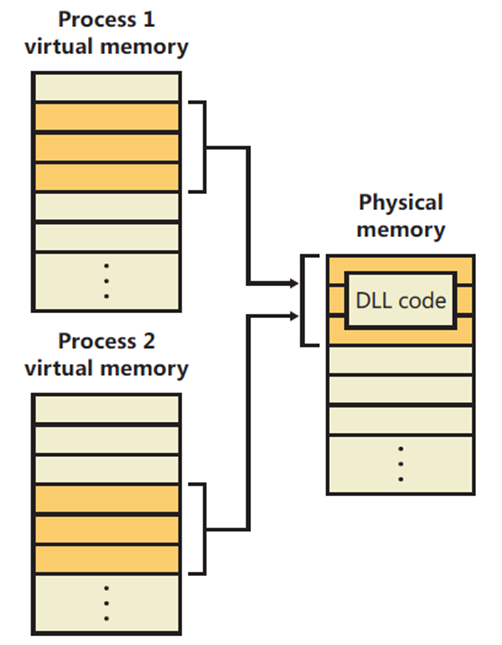 Process 1
virtual memory
Physical
memory
DLL code
Process 2
virtual memory